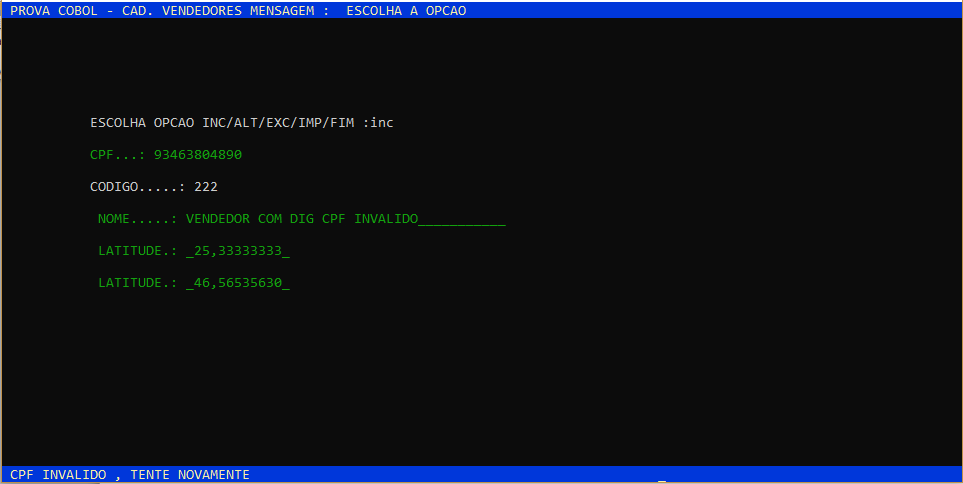 PROVA COBOL - CAD. VENDEDORES MENSAGEM :  ESCOLHA A OPCAO
ESCOLHA OPCAO INC/ALT/EXC/IMP/FIM :inc
CPF...: 93463804890
CODIGO.....: 222
NOME.....: VENDEDOR COM DIG CPF INVALIDO___________
LATITUDE.: _25,33333333_
LATITUDE.: _46,56535630_
CPF INVALIDO , TENTE NOVAMENTE